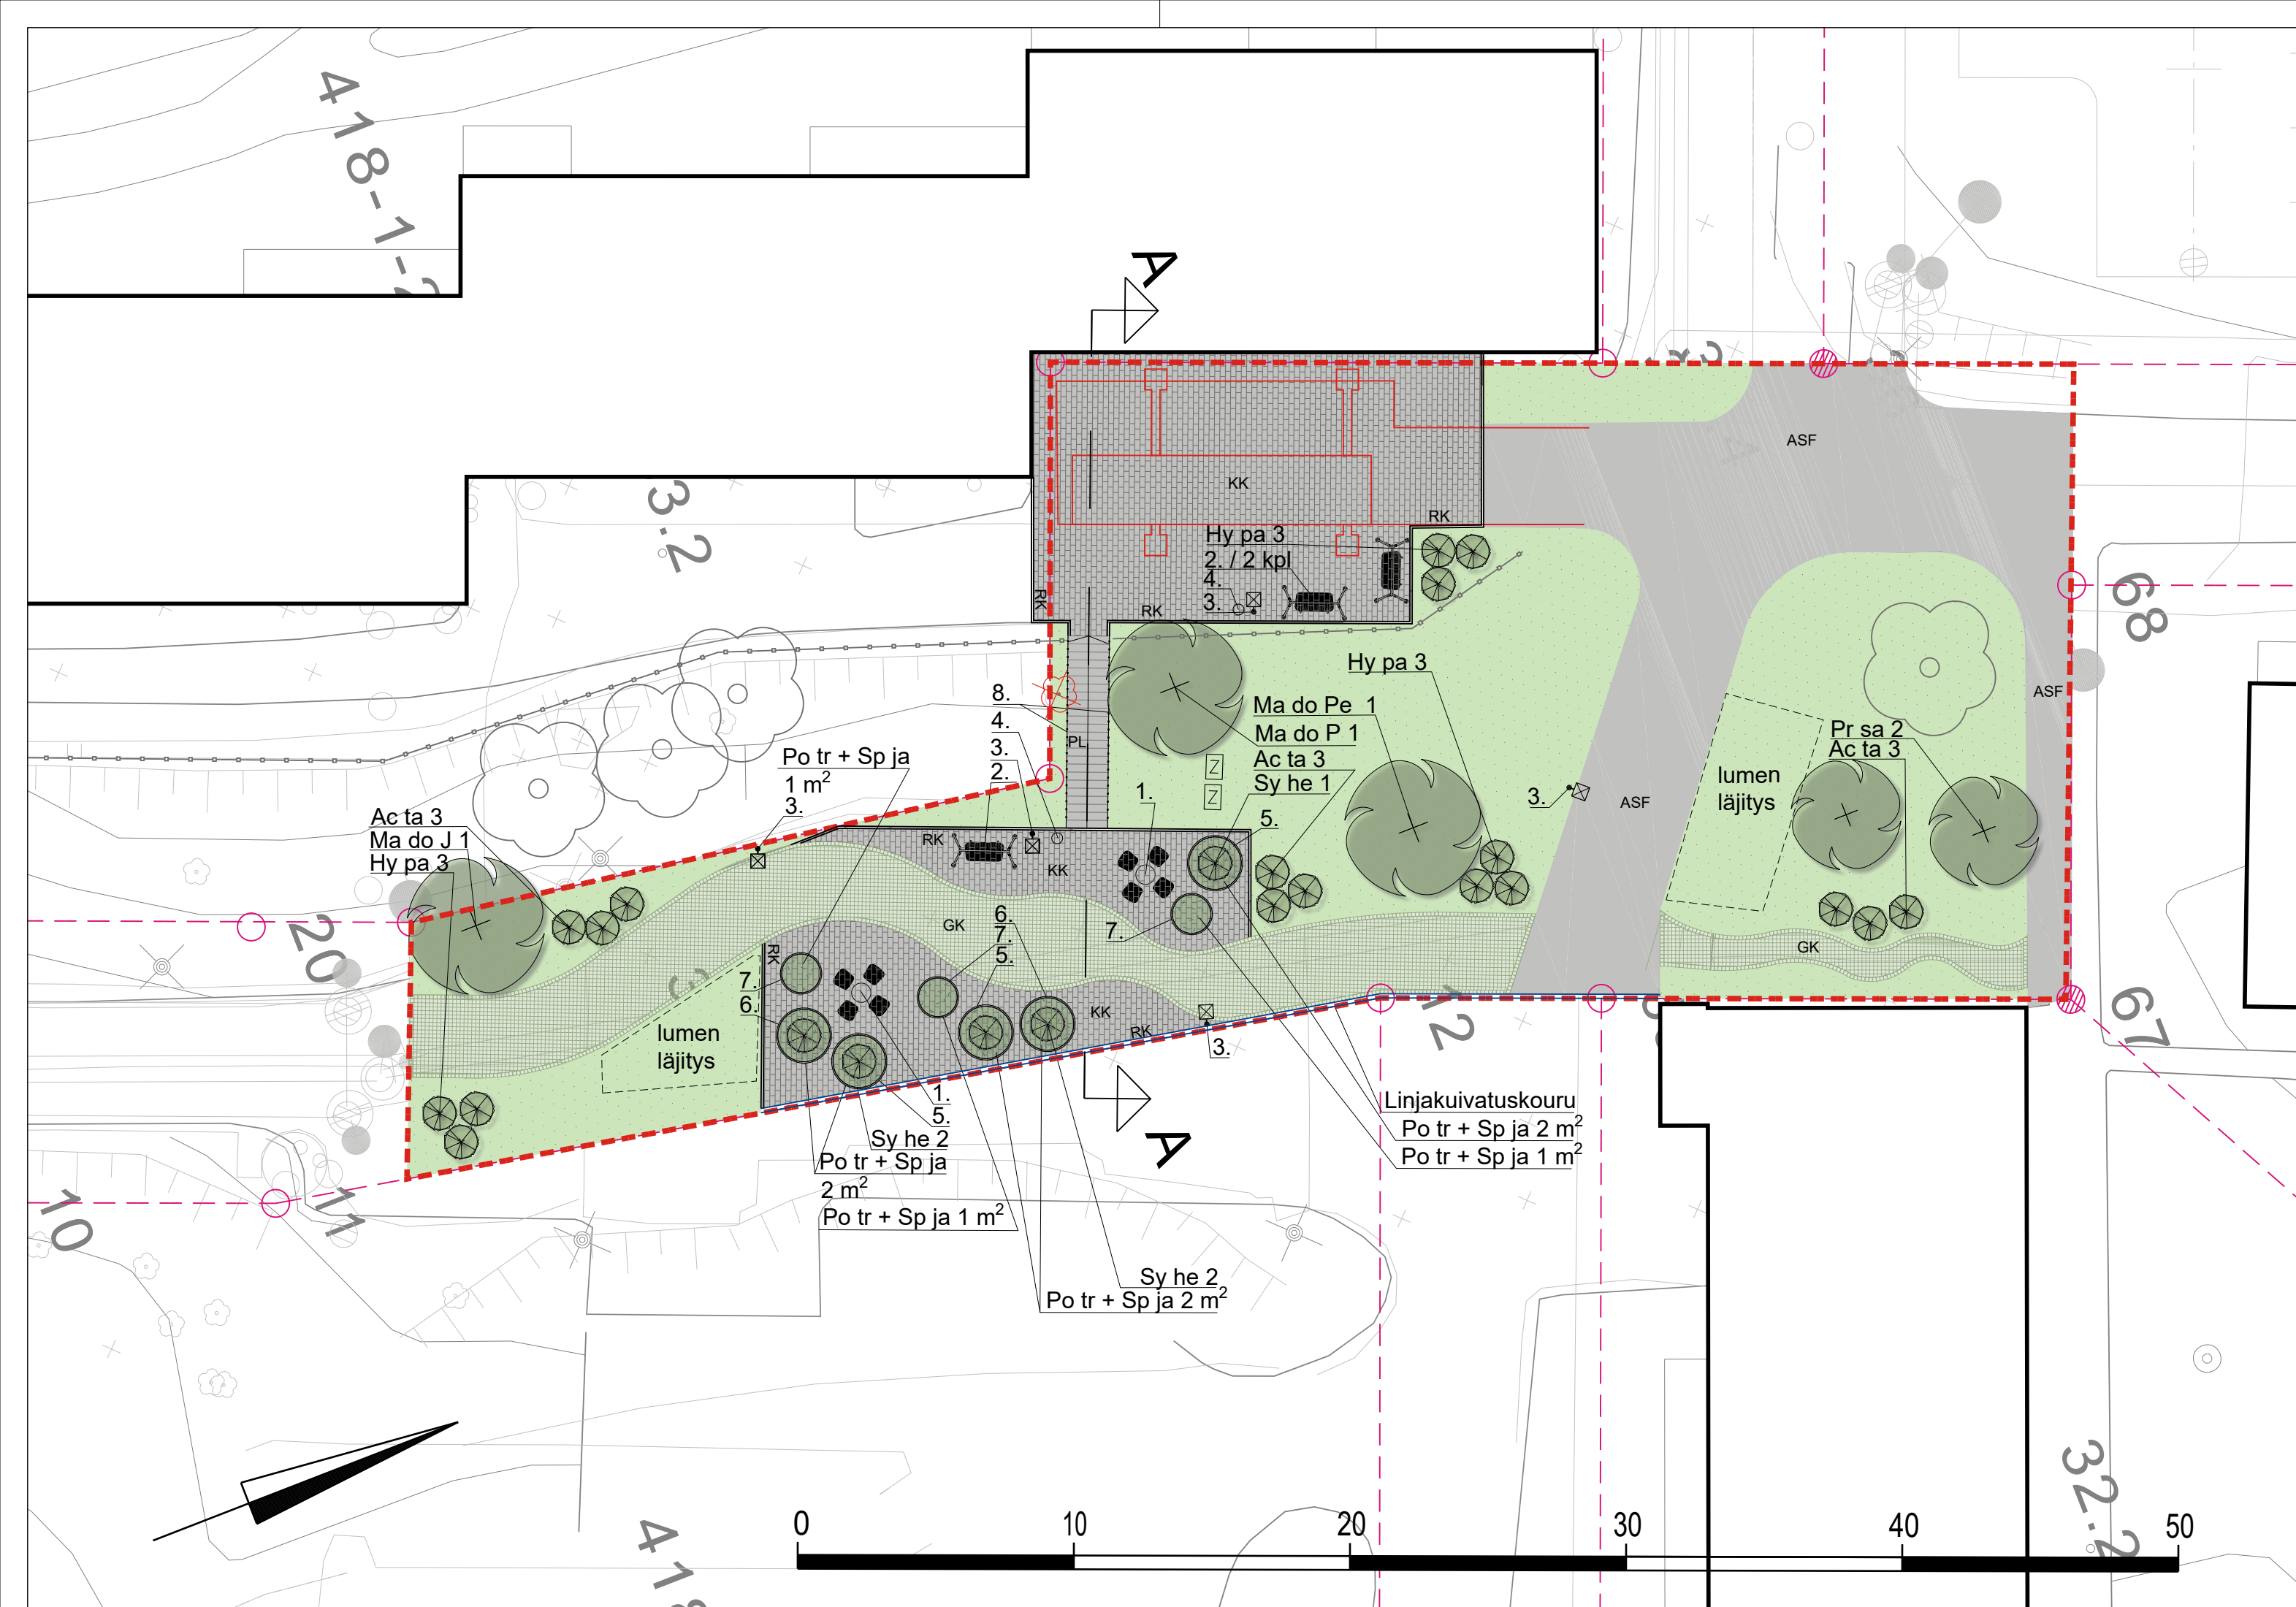 418-1-2
A
3
ASF
KK
RK
3.2
Hy pa 3
2. / 2 kpl
4.
3.
RK
RK
68
Hy pa 3
8.
4.
3.
2.
PL
Ma do Pe 1
Ma do P 1
Ac ta 3
Sy he 1
ASF
Pr sa 2
Ac ta 3
Po tr + Sp ja
1 m²
3.
Z
Z
1.
5.
3.
ASF
lumen
läjitys
Ac ta 3
Ma do J 1
Hy pa 3
RK
KK
20
GK
6.
7.
5.
7.
GK
RK
7.
6.
3
lumen
läjitys
KK
RK
3.
12
67
1.
5.
A
Sy he 2
Po tr + Sp ja
2 m²
Po tr + Sp ja 1 m²
Linjakuivatuskouru
Po tr + Sp ja 2 m²
Po tr + Sp ja 1 m²
10
11
Sy he 2
Po tr + Sp ja 2 m²
32.2
418
0 10 20 30 40 50